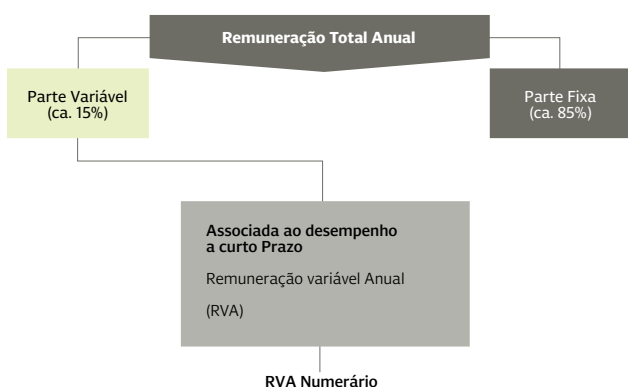 Remuneração Total Anual
Parte Variável
(ca. 15%)
Parte Fixa
(ca. 85%)
Associada ao desempenho
a curto Prazo
Remuneração variável Anual
(RVA)
RVA Numerário